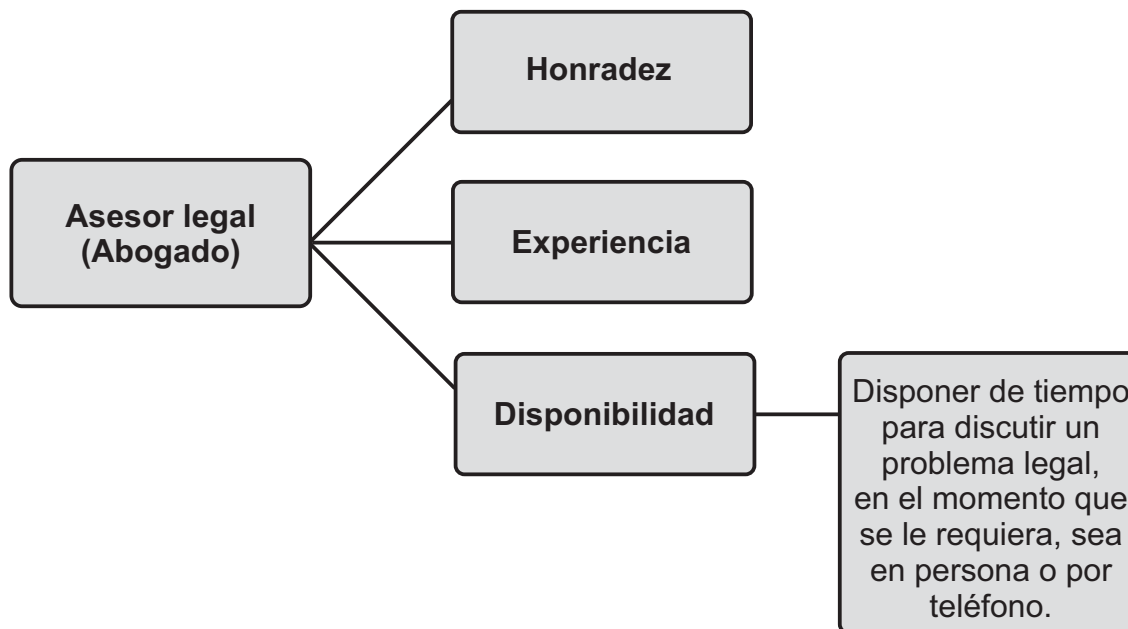 Honradez
Asesor legal
(Abogado)
Experiencia
Disponibilidad
Disponer de tiempo
para discutir un
problema legal,
en el momento que
se le requiera, sea
en persona o por
teléfono.